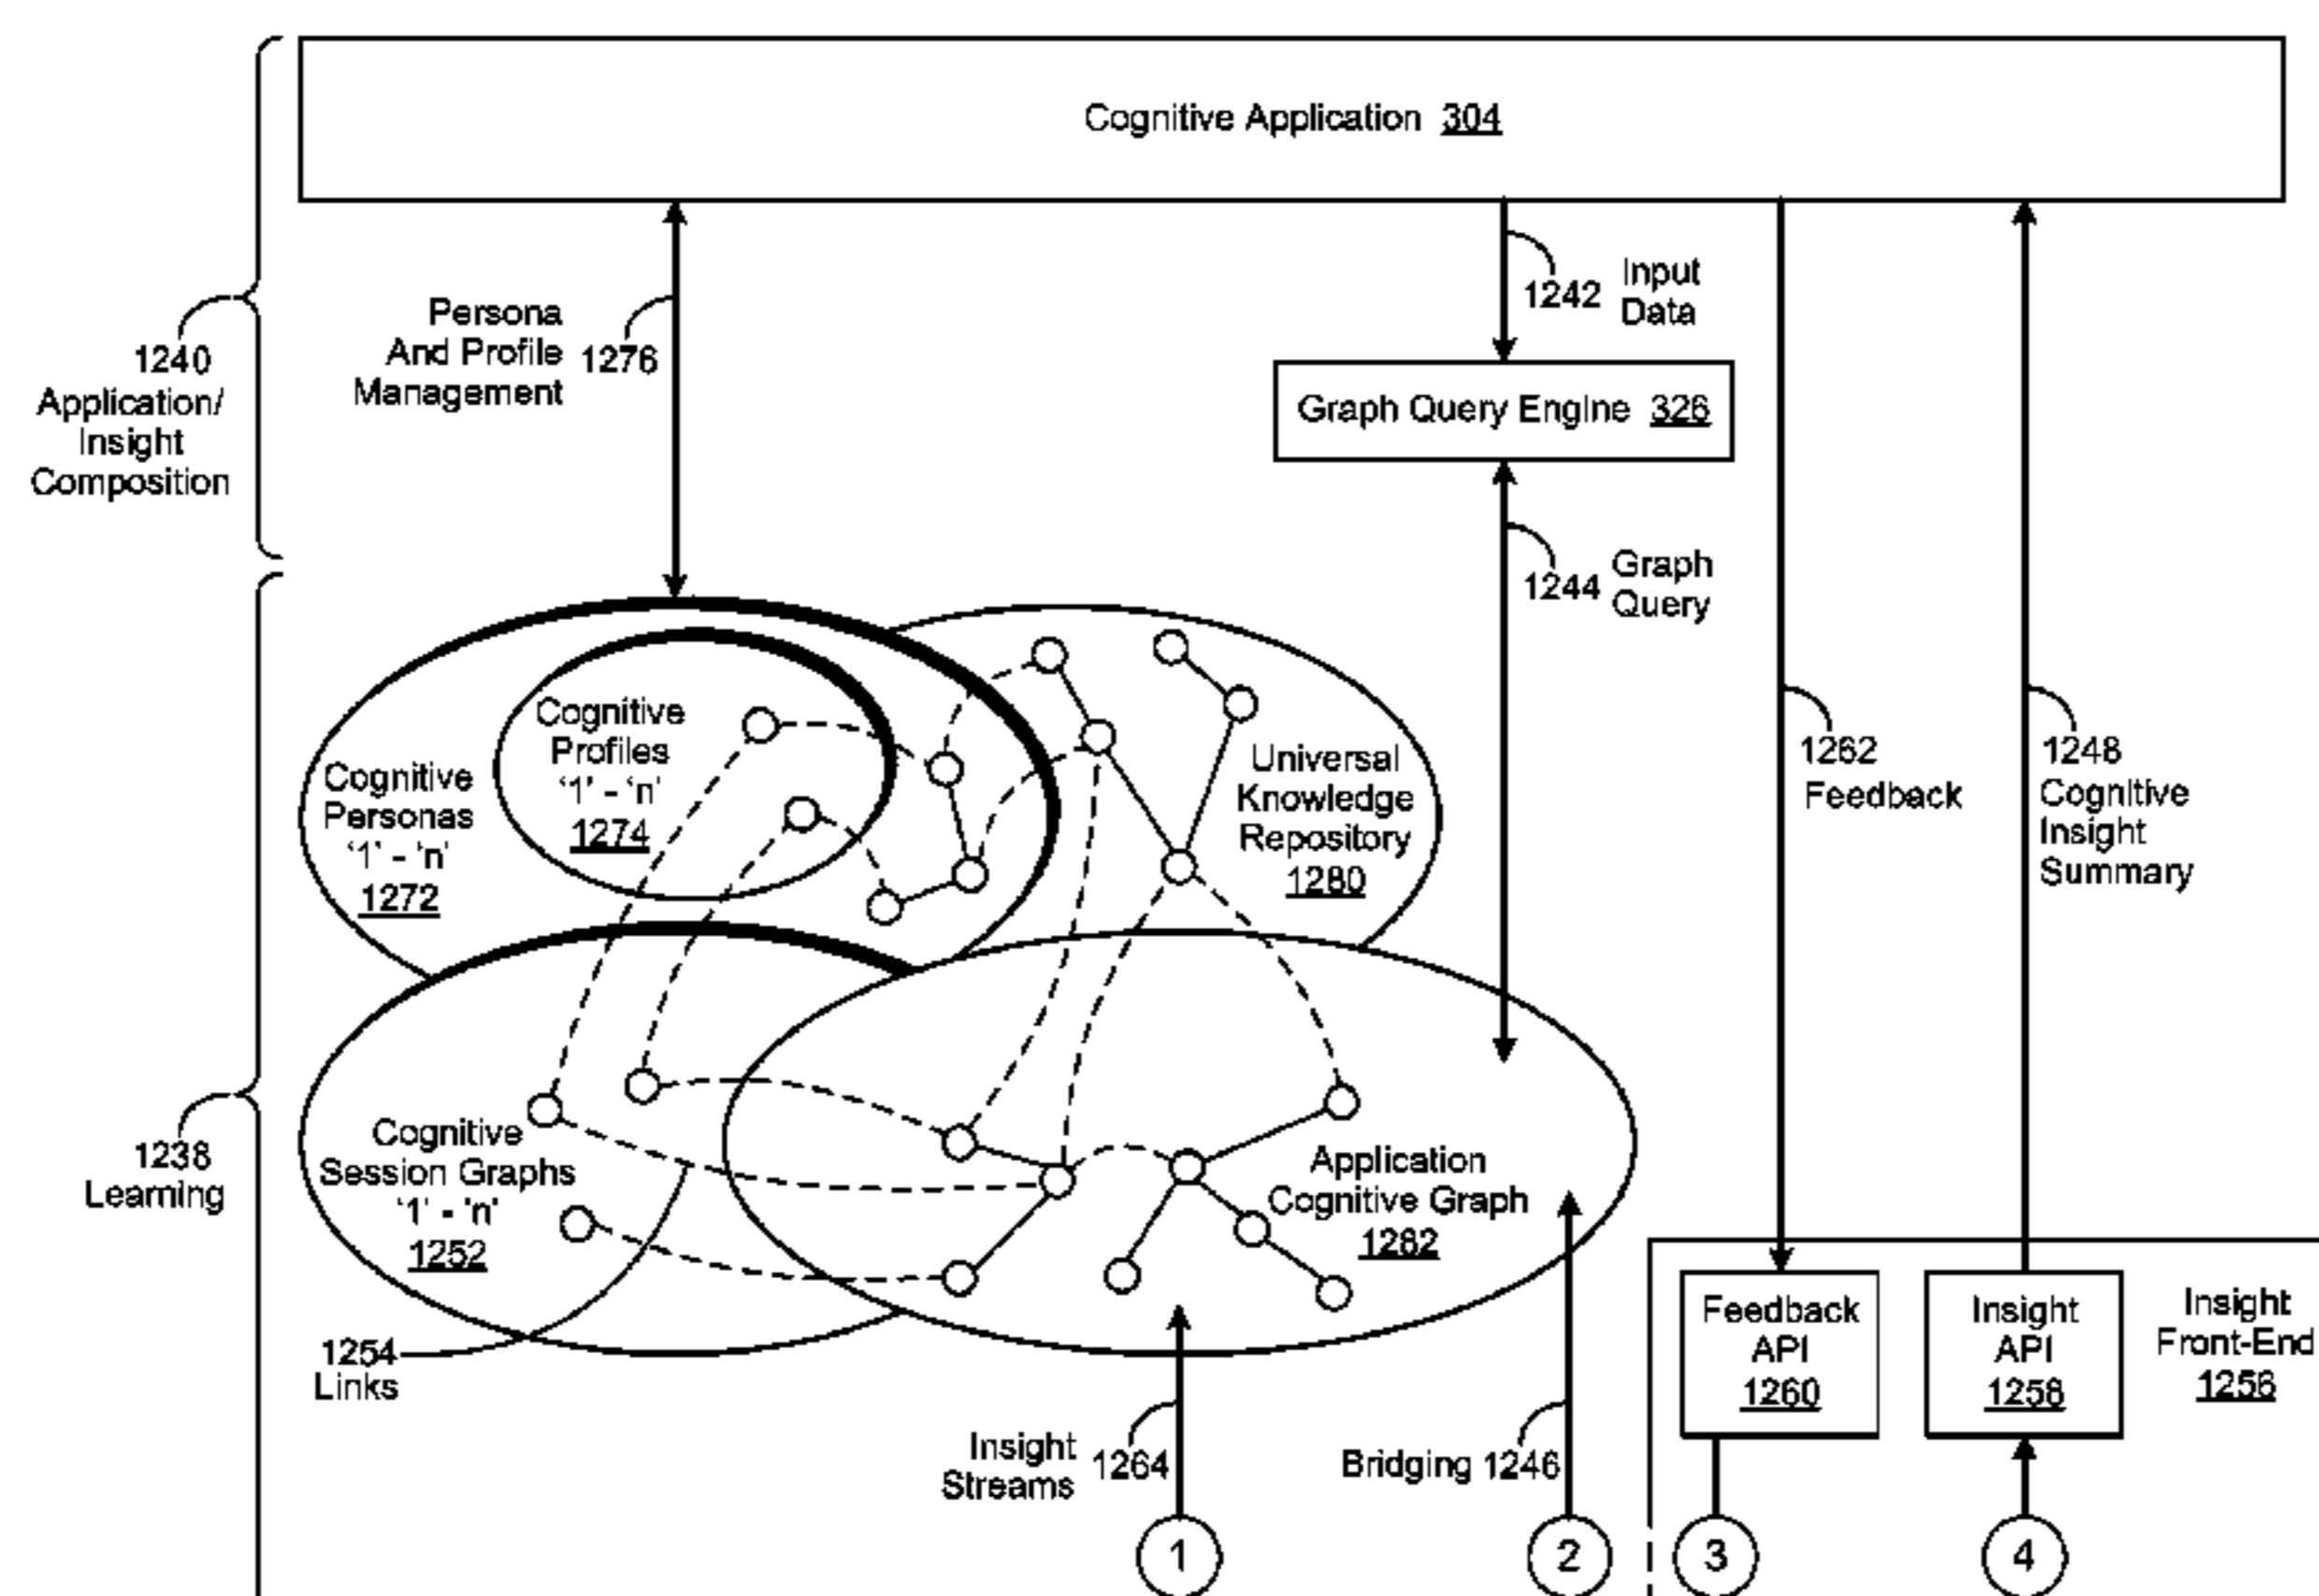 Cognitive Application 304
1242 Input
Data
Persona
And Profile
Management
1276
1240
Application/
Insight
Composition
Graph Query Engine 326
1244 Graph
Query
Cognitive
Profiles
‘1’ - ‘n’
1274
Cognitive
Personas
‘1’ - ‘n’
1272
Universal
Knowledge
Repository
1280
1262
Feedback
1248
Cognitive
Insight
Summary
1238
Learning
Cognitive
Session Graphs
‘1’ - ‘n’
1252
Application
Cognitive Graph
1282
1254
Links
Feedback
API
1260
Insight
API
1258
Insight
Front-End
1256
Insight
Streams
1264
Bridging 1246
1
2
3
4